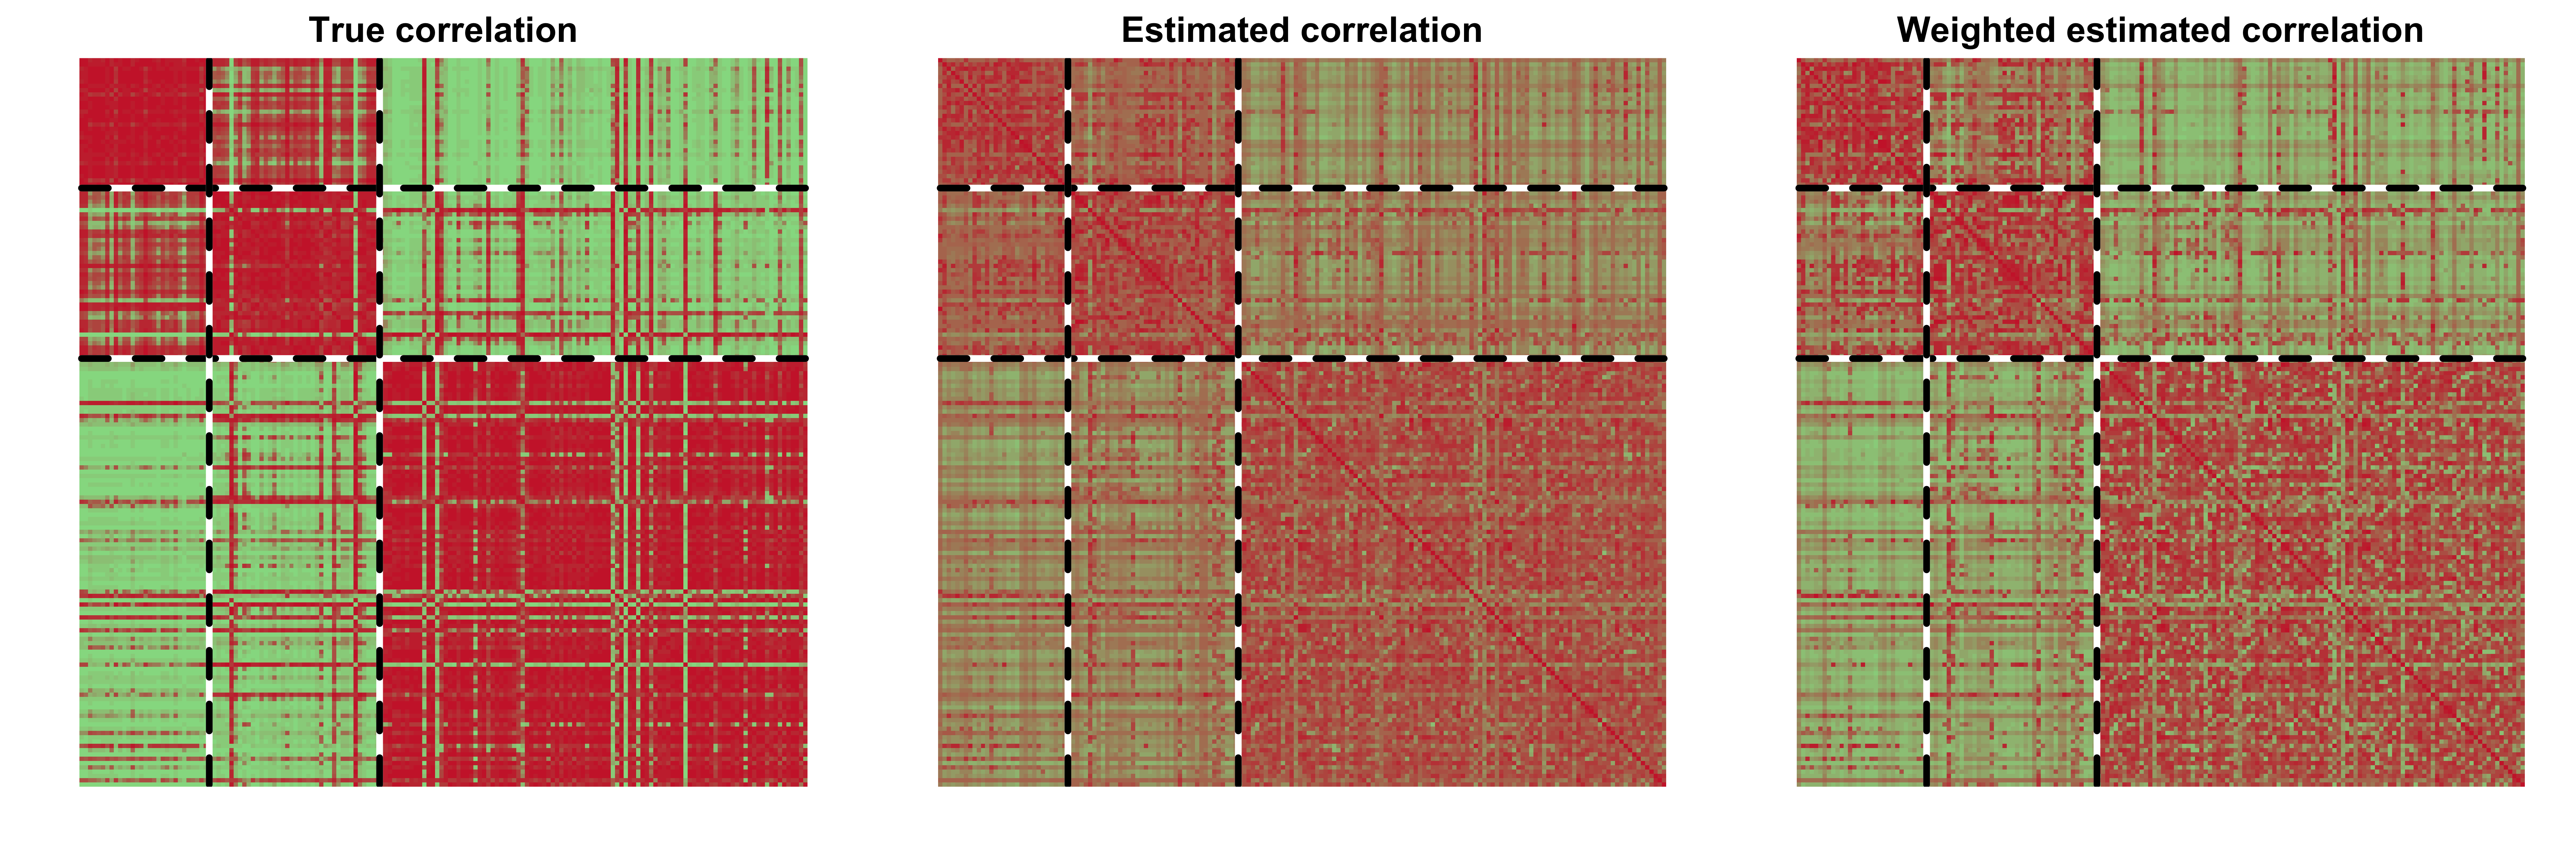 True correlation
Estimated correlation
Weighted estimated correlation